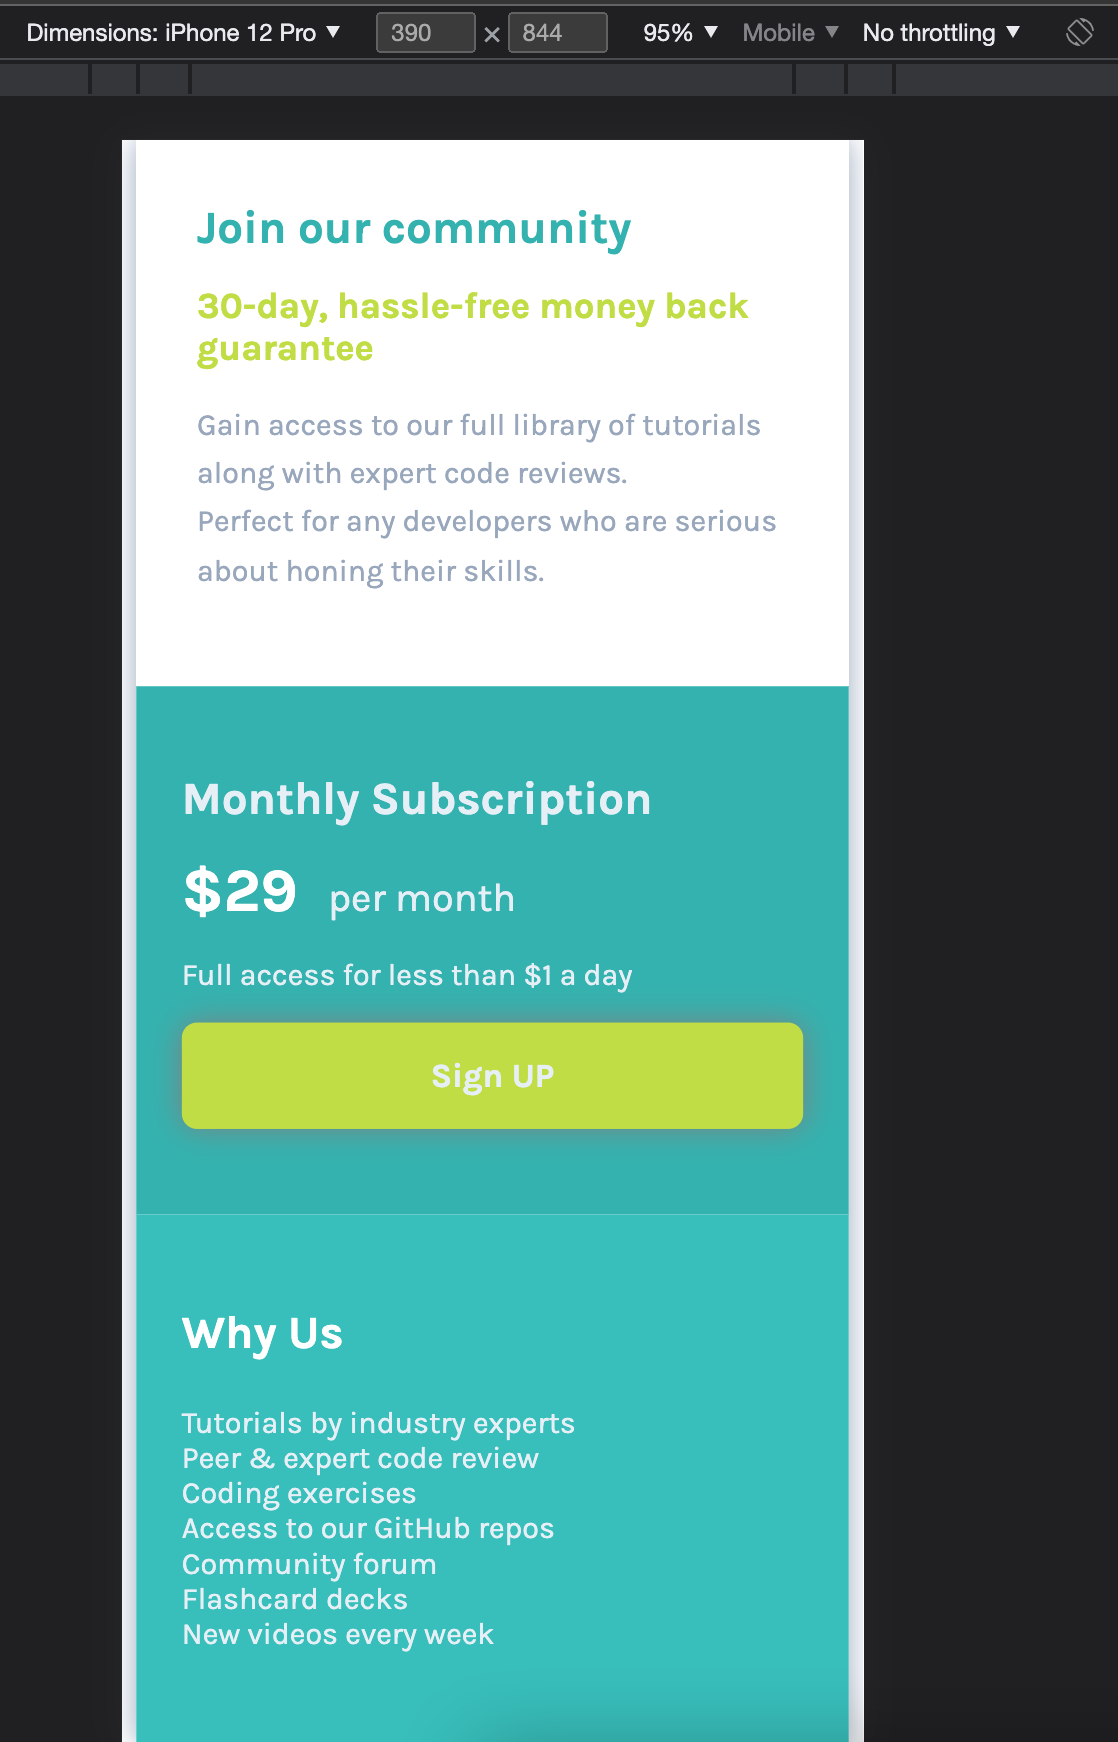 Dimensions: iPhone 12 Pro ▼ 390 × 844 95% ▼ Mobile ▼ No throttling ▼
Join our community
30-day, hassle-free money back
guarantee
Gain access to our full library of tutorials
along with expert code reviews.
Perfect for any developers who are serious
about honing their skills.
Monthly Subscription
$29 per month
Full access for less than $1 a day
Sign UP
Why Us
Tutorials by industry experts
Peer & expert code review
Coding exercises
Access to our GitHub repos
Community forum
Flashcard decks
New videos every week